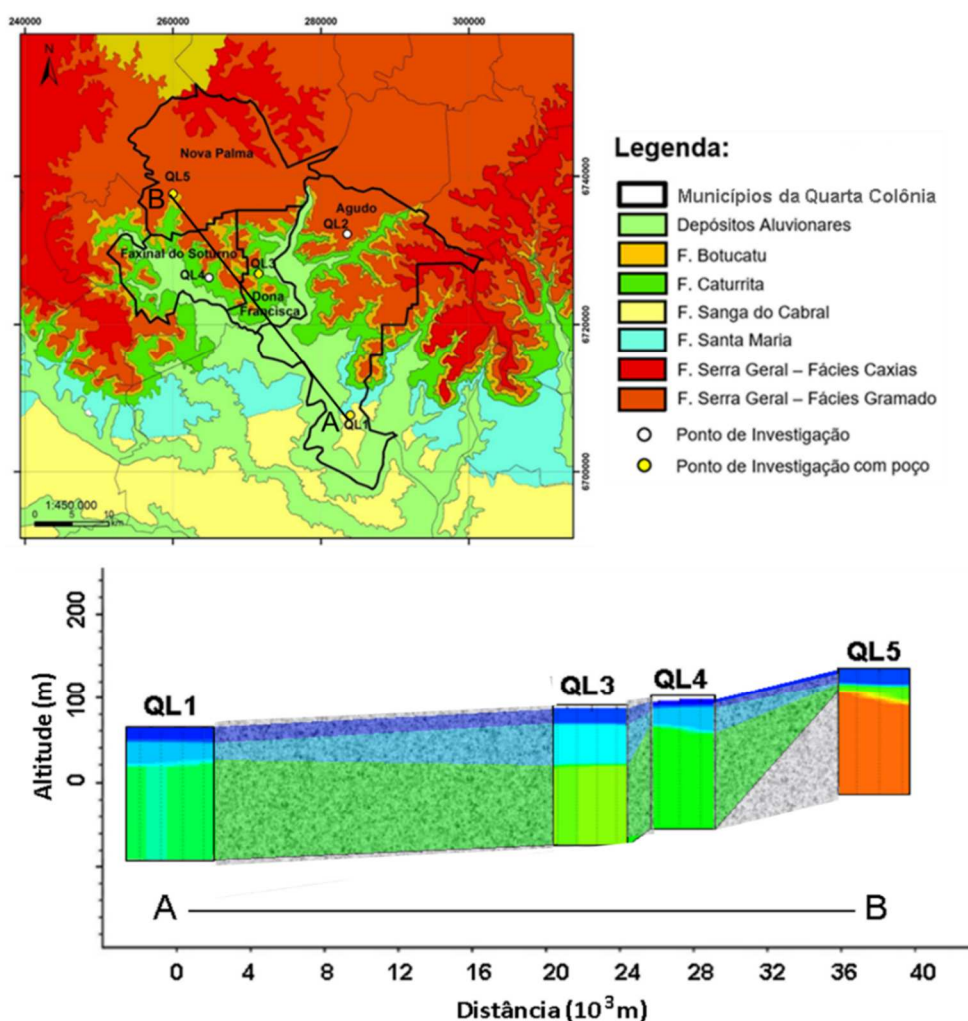 240000 260000 280000 300000
N
Nova Palma
6740000
QL5
B
Agudo
QL2
Faxinal do Soturno
QL3
QL4
Dona
Francisca
6720000
A
QL1
6700000
1:450.000
0 5 10
km
Legenda:
Municípios da Quarta Colônia
Depósitos Aluvionares
F. Botucatu
F. Caturrita
F. Sanga do Cabral
F. Santa Maria
F. Serra Geral – Fácies Caxias
F. Serra Geral – Fácies Gramado
Ponto de Investigação
Ponto de Investigação com poço
Altitude (m)
200
100
0
QL1
QL3
QL4
QL5
A
B
0 4 8 12 16 20 24 28 32 36 40
Distância (10³ m)